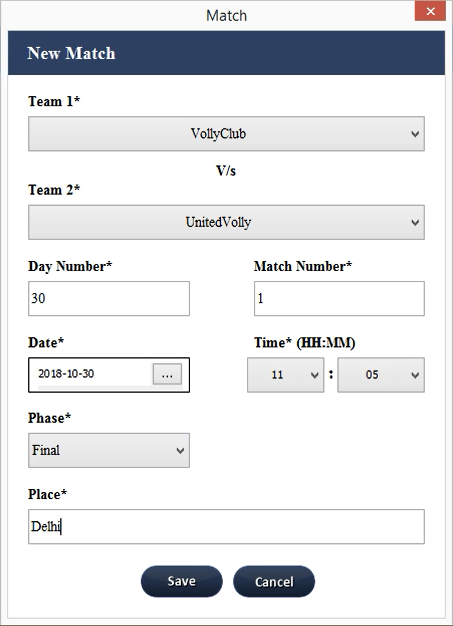 Match
New Match
Team 1*
VollyClub
V/s
Team 2*
UnitedVolly
Day Number* Match Number*
30 1
Date* Time* (HH:MM)
2018-10-30 ... 11 : 05
Phase*
Final
Place*
Delhi
Save Cancel